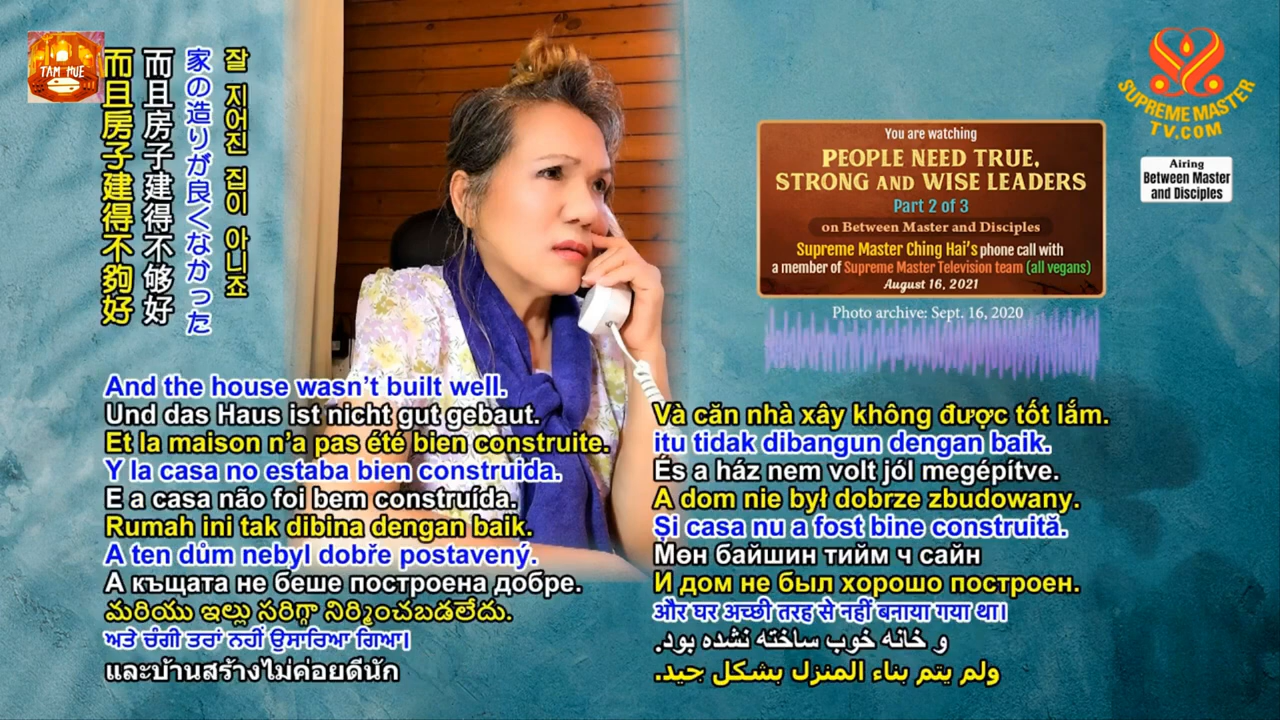 TAM HUE
而且房子建得不夠好
而且房子建得不够好
家の造りが良くなかった
잘 지어진 집이 아니죠
SUPREME MASTER
TV.COM
Airing
Between Master
and Disciples
You are watching
PEOPLE NEED TRUE,
STRONG AND WISE LEADERS
Part 2 of 3
on Between Master and Disciples
Supreme Master Ching Hai's phone call with
a member of Supreme Master Television team (all vegans)
August 16, 2021
Photo archive: Sept. 16, 2020
And the house wasn't built well.
Und das Haus ist nicht gut gebaut.
Et la maison n'a pas été bien construite.
Y la casa no estaba bien construida.
E a casa não foi bem construída.
Rumah ini tak dibina dengan baik.
A ten dům nebyl dobře postavený.
А къщата не беше построена добре.
మరియు ఇల్లు సరిగ్గా నిర్మించబడలేదు.
ਅਤੇ ਚੰਗੀ ਤਰਾਂ ਨਹੀਂ ਉਸਾਰਿਆ ਗਿਆ।
และบ้านสร้างไม่ค่อยดีนัก
Và căn nhà xây không được tốt lắm.
itu tidak dibangun dengan baik.
És a ház nem volt jól megépítve.
A dom nie był dobrze zbudowany.
Și casa nu a fost bine construită.
Мөн байшин тийм ч сайн
И дом не был хорошо построен.
और घर अच्छी तरह से नहीं बनाया गया था।
و خانه خوب ساخته نشده بود.
ولم يتم بناء المنزل بشكل جيد.